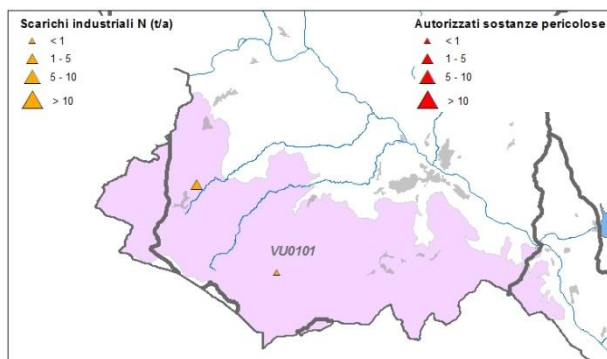 Scarichi industriali N (t/a)
< 1
1 - 5
5 - 10
> 10
Autorizzati sostanze pericolose
< 1
1 - 5
5 - 10
> 10
VU0101